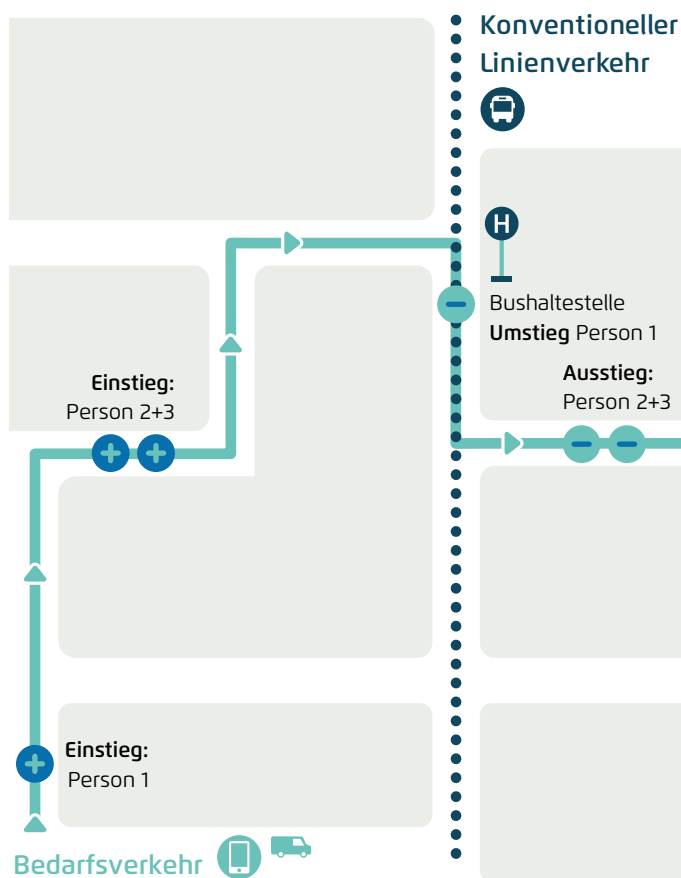 Konventioneller
Linienverkehr
H
Bushaltestelle
Umstieg Person 1
Ausstieg:
Person 2+3
Einstieg:
Person 2+3
Einstieg:
Person 1
Bedarfsverkehr